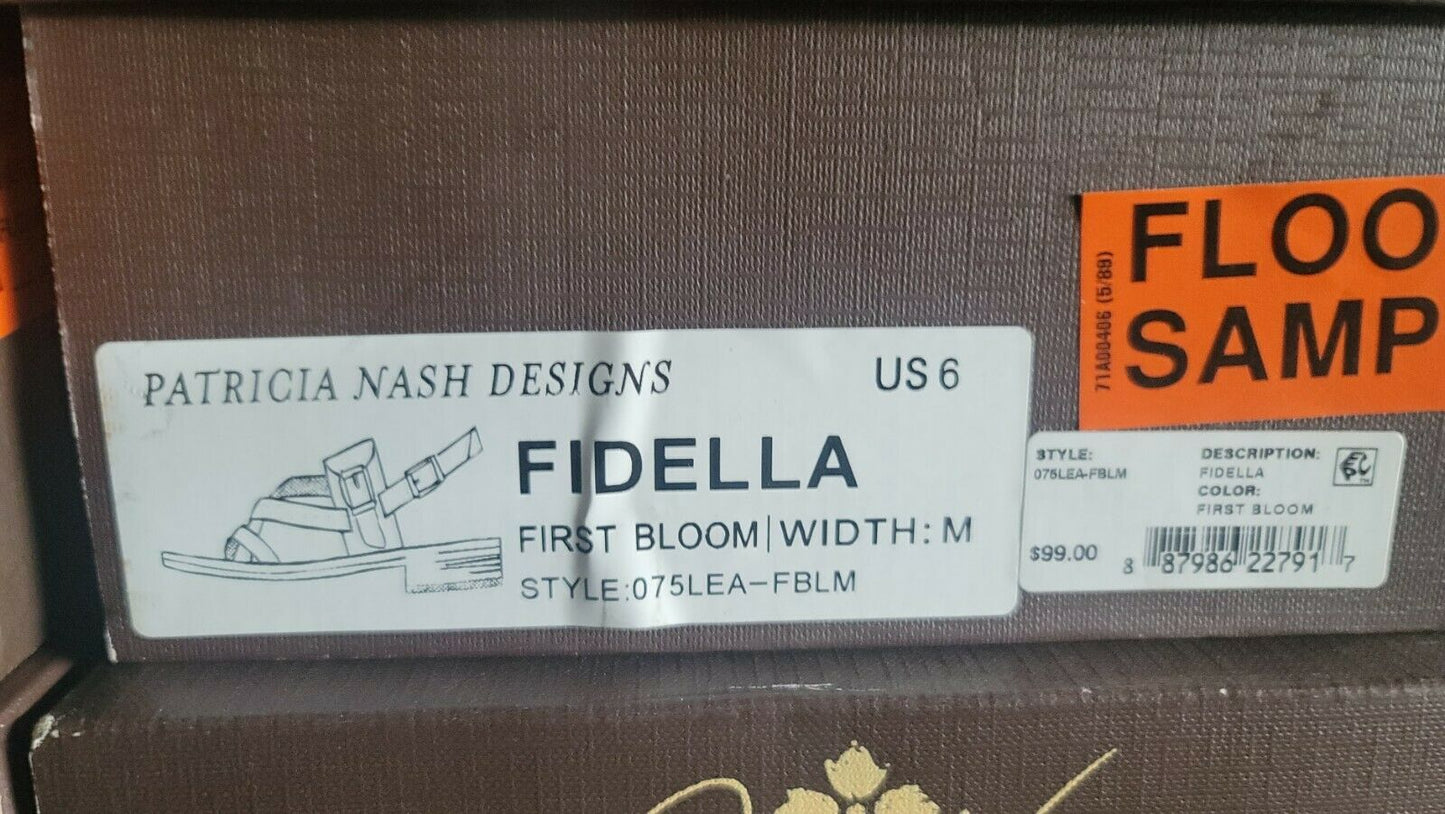 FLOO
SAMP
71A00406 (5/88)
PATRICIA NASH DESIGNS
US 6
FIDELLA
FIRST BLOOM | WIDTH: M
STYLE:075LEA-FBLM
STYLE:
075LEA-FBLM
DESCRIPTION:
FIDELLA
COLOR:
FIRST BLOOM
$99.00
8 87986 22791 7